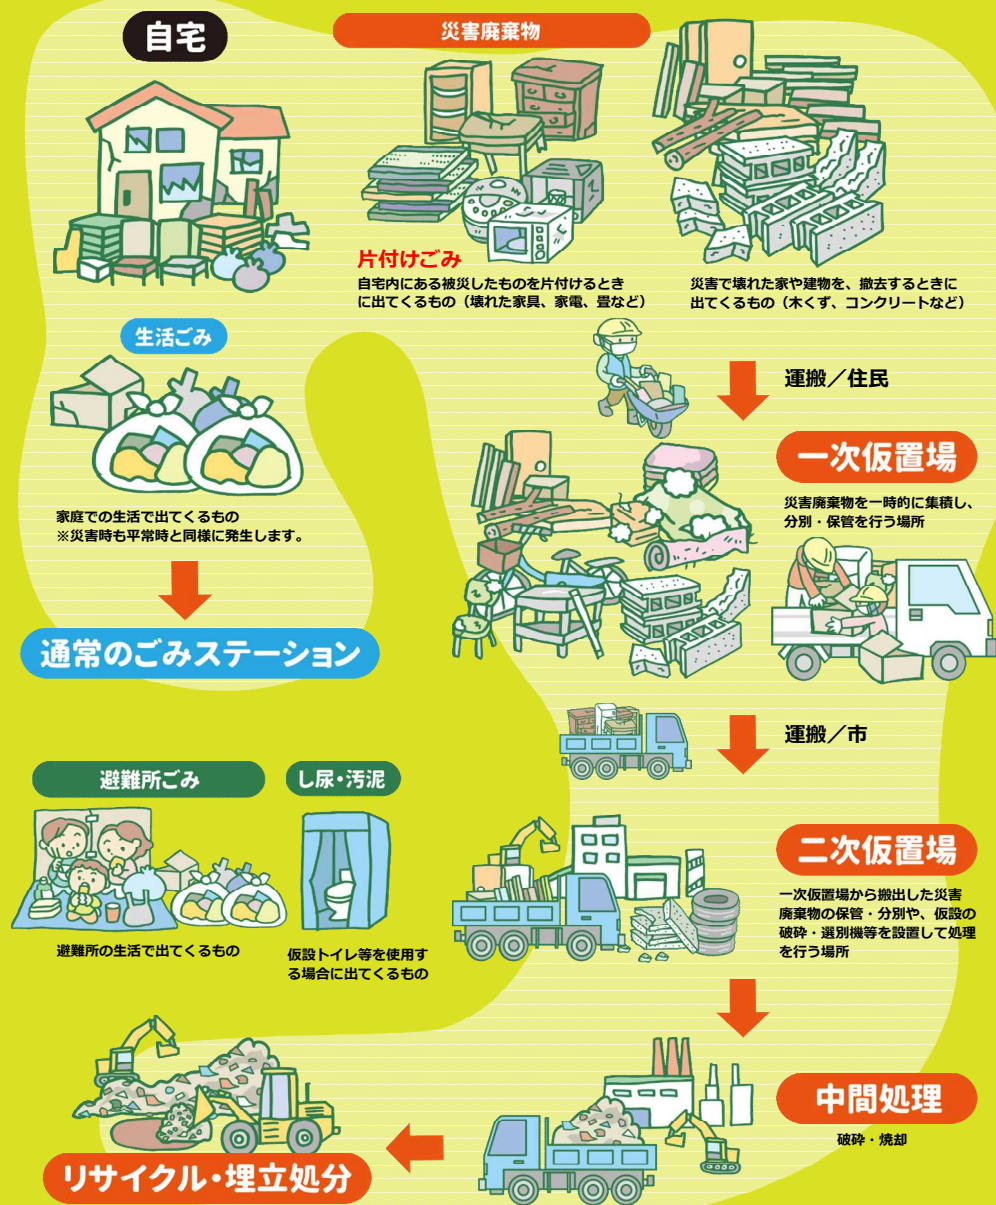 自宅
災害廃棄物
片付けごみ
自宅内にある被災したものを片付けるとき
に出てくるもの（壊れた家具、家電、畳など）
災害で壊れた家や建物を、撤去するときに
出てくるもの（木くず、コンクリートなど）
生活ごみ
家庭での生活で出てくるもの
※災害時も平常時と同様に発生します。
通常のごみステーション
運搬／住民
一次仮置場
災害廃棄物を一時的に集積し、
分別・保管を行う場所
運搬／市
避難所ごみ
避難所の生活で出てくるもの
し尿・汚泥
仮設トイレ等を使用す
る場合に出てくるもの
二次仮置場
一次仮置場から搬出した災害
廃棄物の保管・分別や、仮設の
破砕・選別機等を設置して処理
を行う場所
中間処理
破砕・焼却
リサイクル・埋立処分